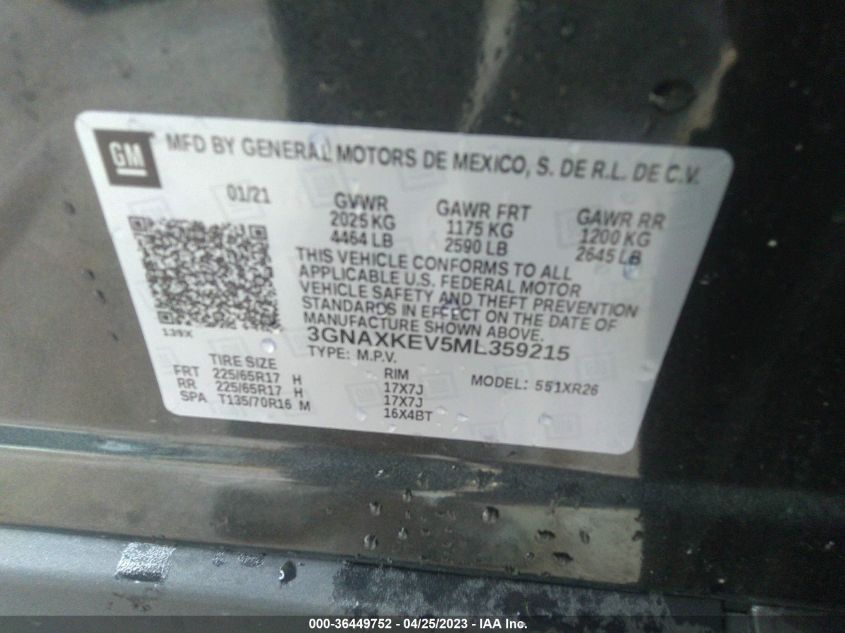 GM
MFD BY GENERAL MOTORS DE MEXICO, S. DE R.L. DE C.V.
01/21
GVWR
2025 KG
4464 LB
GAWR FRT
1175 KG
2590 LB
GAWR RR
1200 KG
2645 LB
THIS VEHICLE CONFORMS TO ALL
APPLICABLE U.S. FEDERAL MOTOR
VEHICLE SAFETY AND THEFT PREVENTION
STANDARDS IN EFFECT ON THE DATE OF
MANUFACTURE SHOWN ABOVE.
139X
3GNAXKEV5ML359215
TYPE: M.P.V.
MODEL: 551XR26
TIRE SIZE
FRT 225/65R17 H
RR 225/65R17 H
SPA T135/70R16 M
RIM
17X7J
17X7J
16X4BT
000-36449752 - 04/25/2023 - IAA Inc.